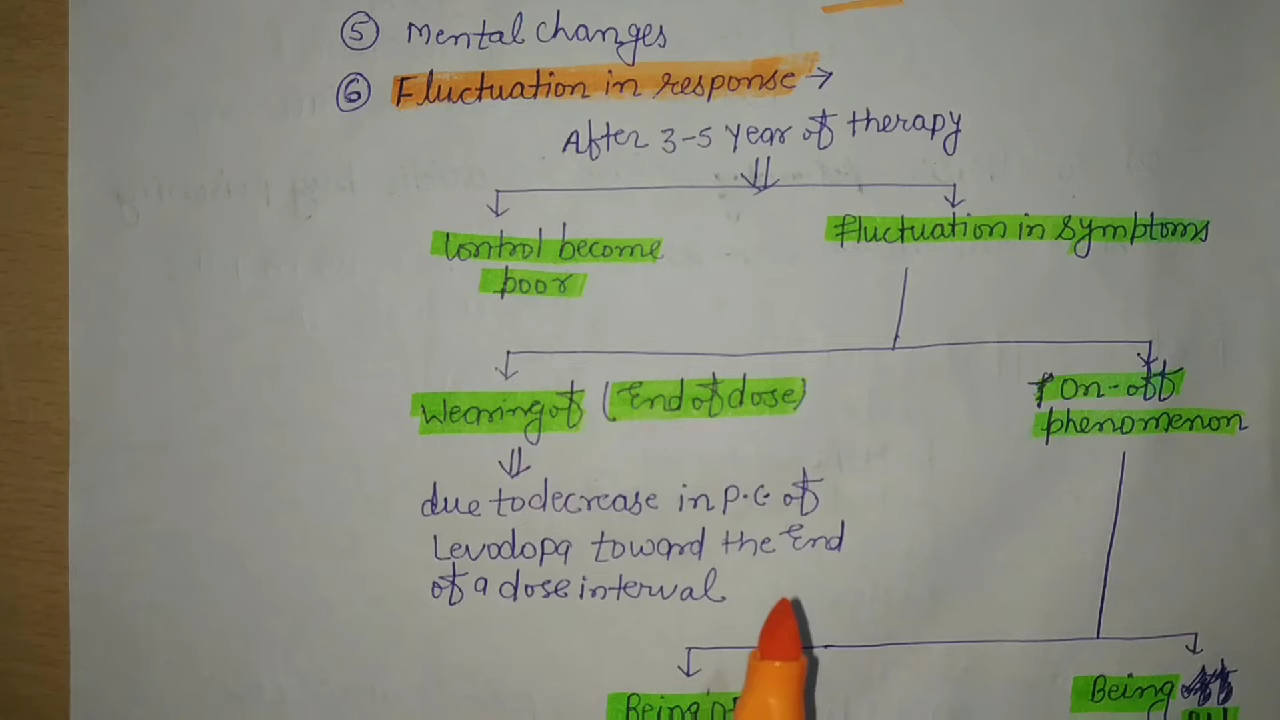 ⑤ Mental changes
⑥ Fluctuation in response →
After 3-5 year of therapy
Control become
poor
Fluctuation in symptoms
Wearing of (End of dose)
On-off
phenomenon
due to decrease in P.C of
Levodopa toward the End
of a dose interval
Being
Being